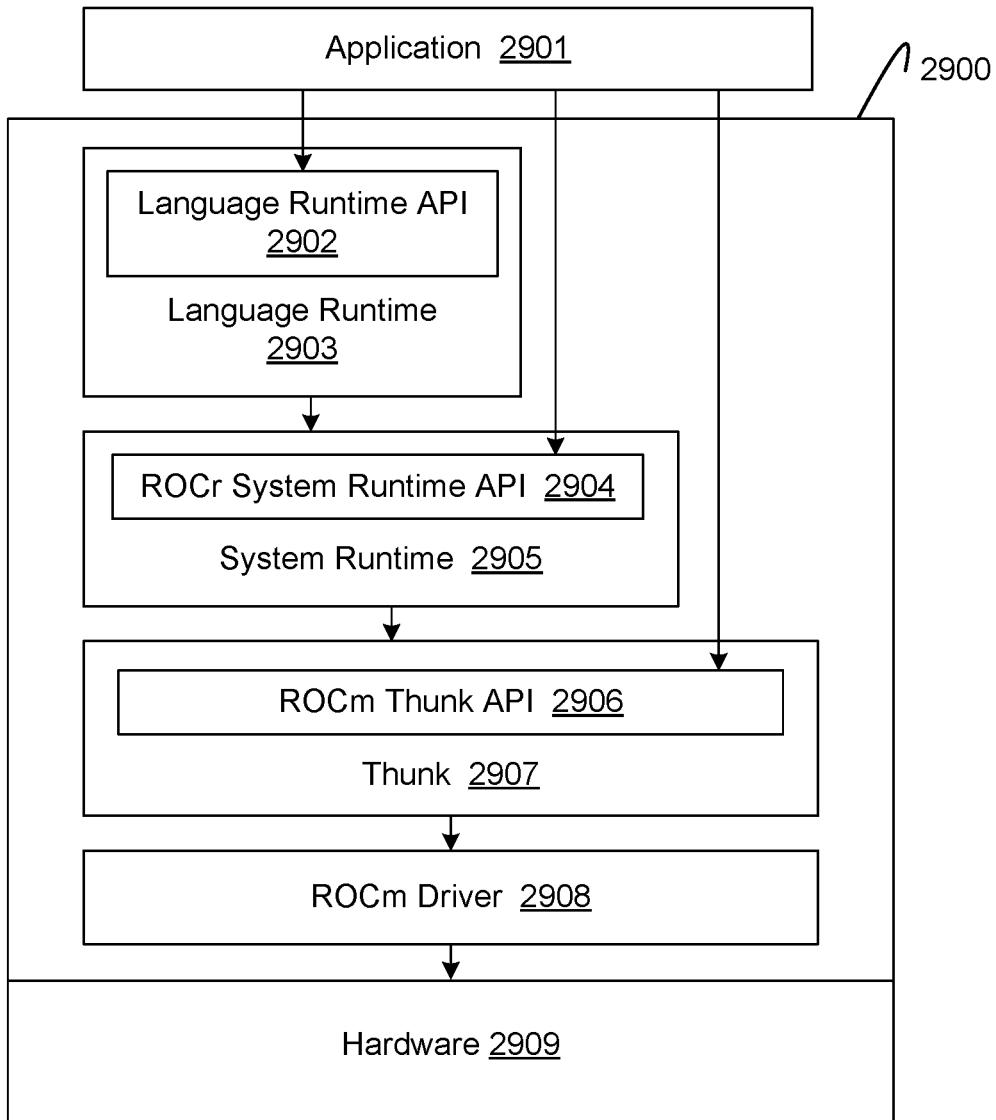 Application 2901
2900
Language Runtime API
2902
Language Runtime
2903
ROCr System Runtime API 2904
System Runtime 2905
ROCm Thunk API 2906
Thunk 2907
ROCm Driver 2908
Hardware 2909